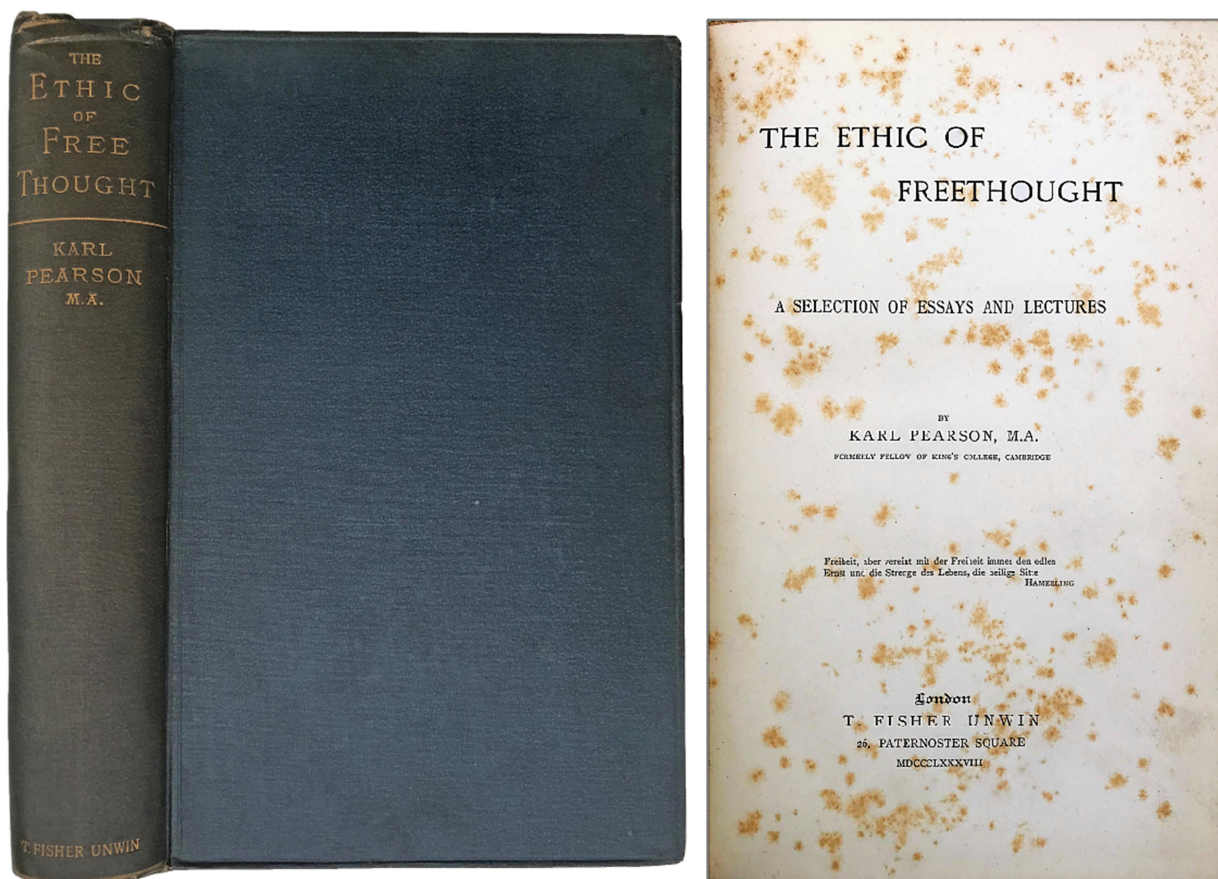 THE
ETHIC
OF
FREE
THOUGHT
KARL
PEARSON
M.A.
T. FISHER UNWIN
THE ETHIC OF
FREETHOUGHT
A SELECTION OF ESSAYS AND LECTURES
BY
KARL PEARSON, M.A.
FORMERLY FELLOW OF KING'S COLLEGE, CAMBRIDGE
Freiheit, aber vereint mit der Freiheit immer den edlen
Ernst und die Strenge des Lebens, die heilige Sitte
HAMERLING
London
T. FISHER UNWIN
26, PATERNOSTER SQUARE
MDCCCLXXXVIII